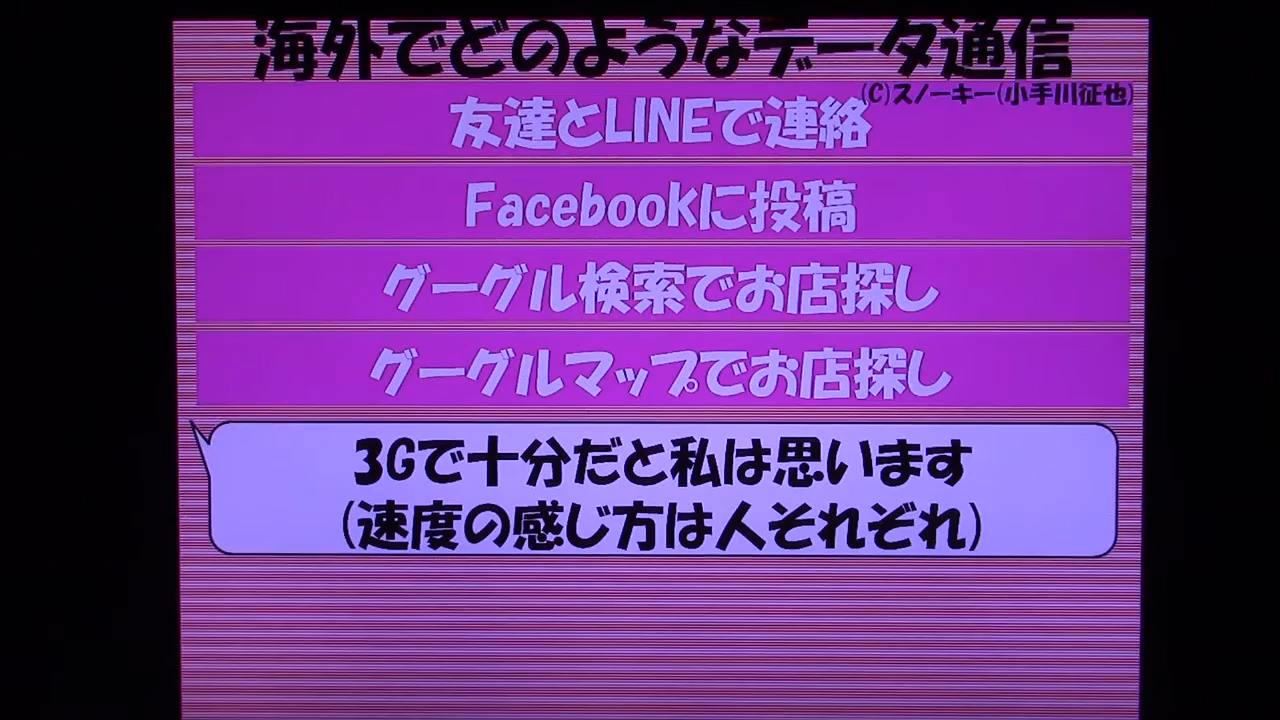 海外でどのようなデータ通信
(C)スノーキー(小手川征也)
友達とLINEで連絡
Facebookに投稿
グーグル検索でお店探し
グーグルマップでお店探し
3Gで十分だと私は思います
(速度の感じ方は人それぞれ)